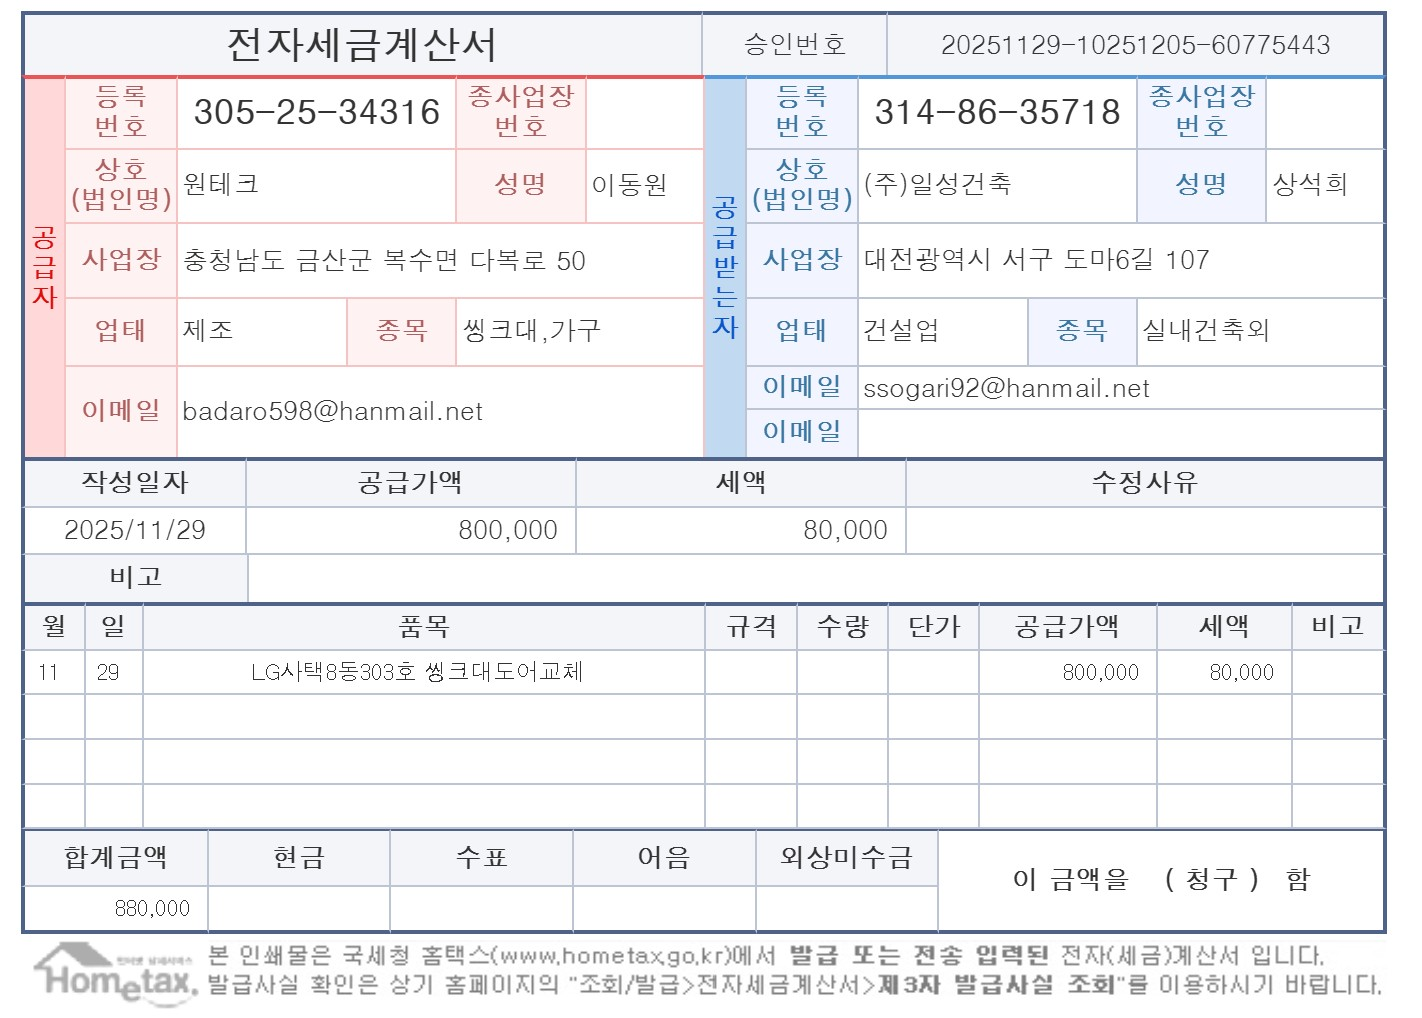 전자세금계산서 승인번호 20251129-10251205-60775443
공급자
등록번호 305-25-34316 종사업장번호
상호(법인명) 원테크 성명 이동원
사업장 충청남도 금산군 복수면 다복로 50
업태 제조 종목 씽크대,가구
이메일 badaro598@hanmail.net
공급받는자
등록번호 314-86-35718 종사업장번호
상호(법인명) (주)일성건축 성명 상석희
사업장 대전광역시 서구 도마6길 107
업태 건설업 종목 실내건축외
이메일 ssogari92@hanmail.net
이메일
작성일자 공급가액 세액 수정사유
2025/11/29 800,000 80,000
비고
월 일 품목 규격 수량 단가 공급가액 세액 비고
11 29 LG사택8동303호 씽크대도어교체 800,000 80,000
합계금액 현금 수표 어음 외상미수금 이 금액을 ( 청구 ) 함
880,000
Hometax. 본 인쇄물은 국세청 홈택스(www.hometax.go.kr)에서 발급 또는 전송 입력된 전자(세금)계산서 입니다.
발급사실 확인은 상기 홈페이지의 "조회/발급>전자세금계산서>제3자 발급사실 조회"를 이용하시기 바랍니다.